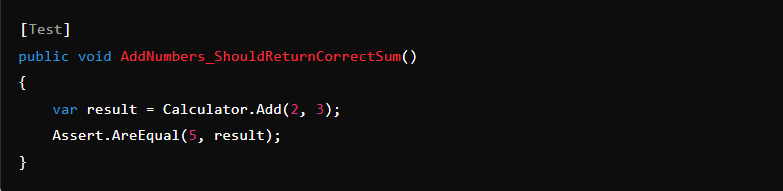 [Test]
public void AddNumbers_ShouldReturnCorrectSum()
{
    var result = Calculator.Add(2, 3);
    Assert.AreEqual(5, result);
}